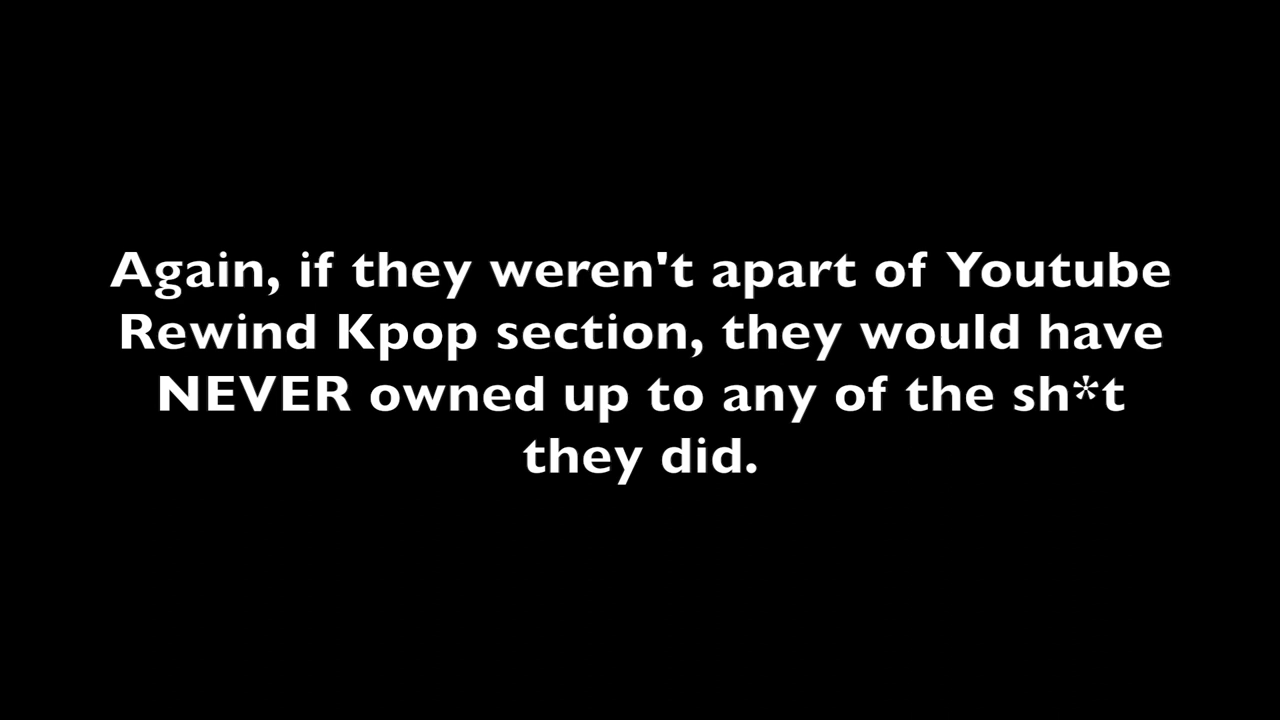 Again, if they weren't apart of Youtube
Rewind Kpop section, they would have
NEVER owned up to any of the sh*t
they did.